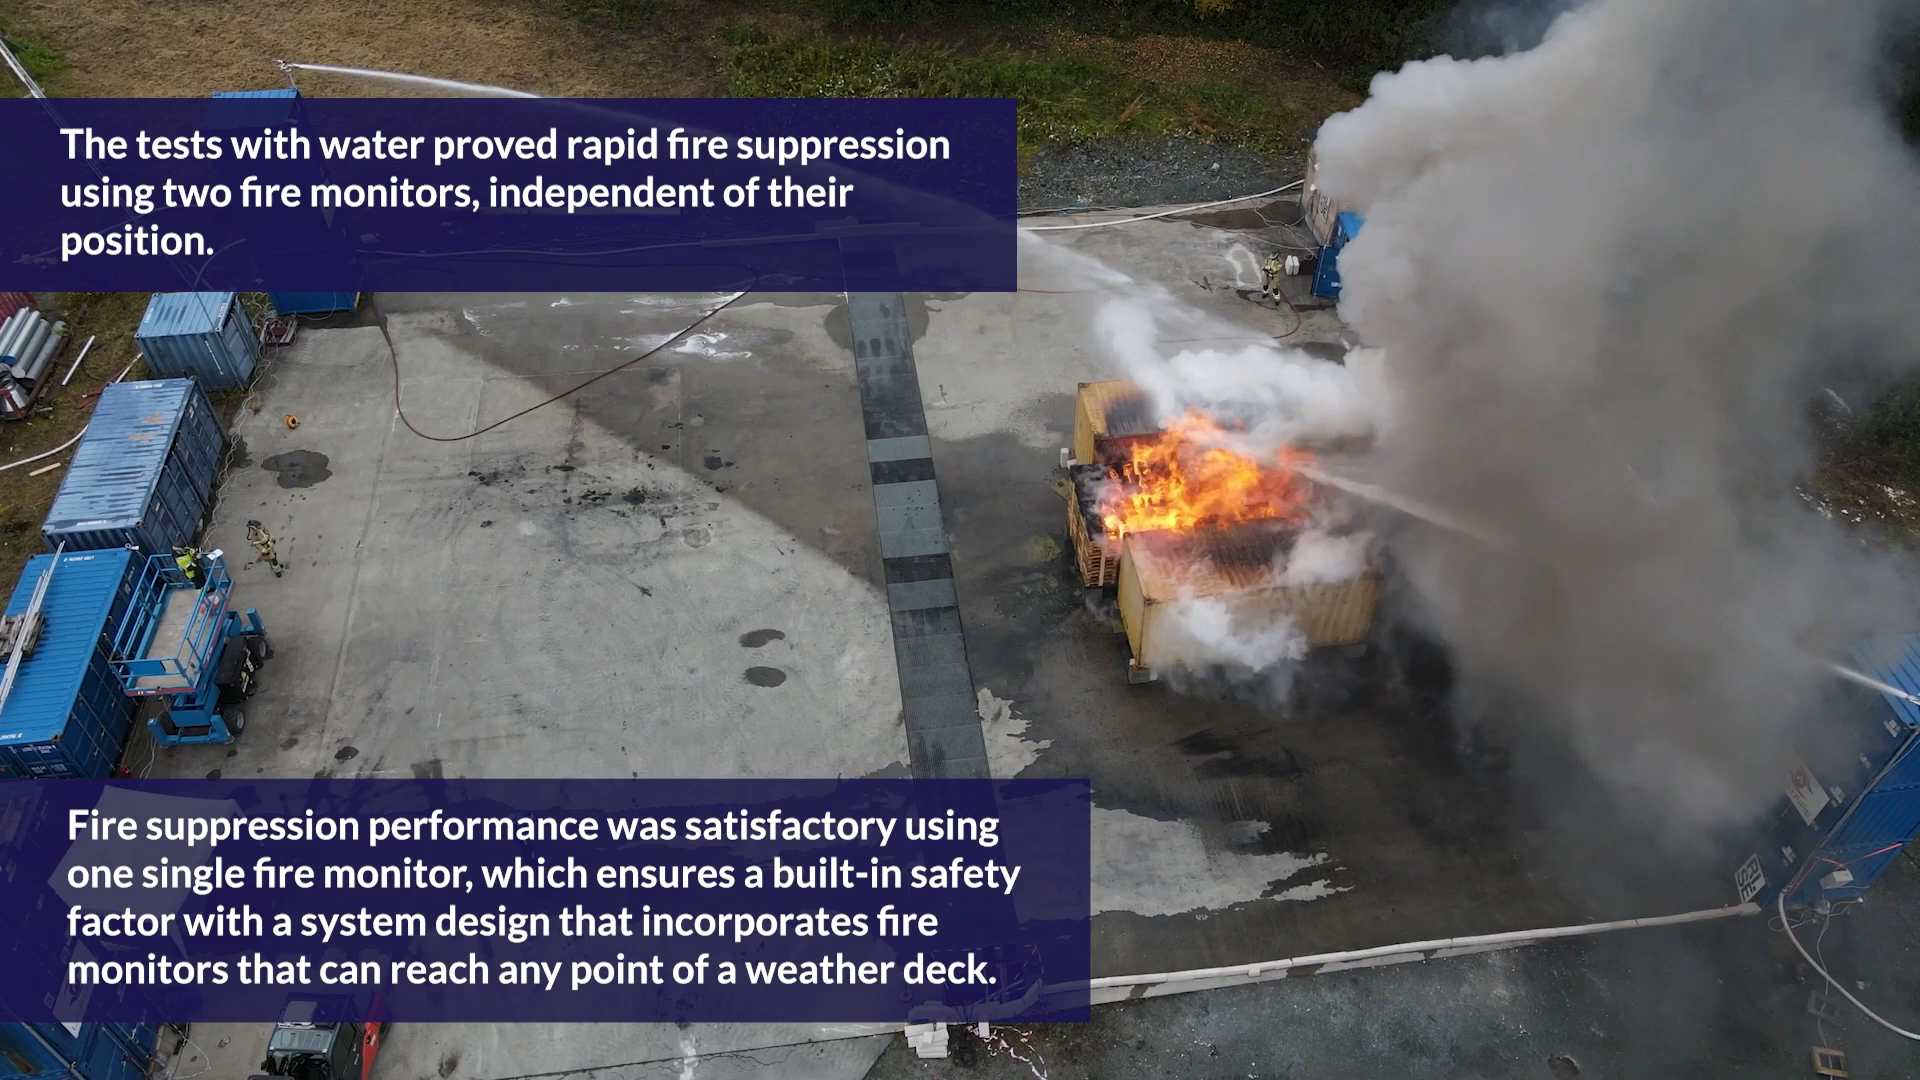 The tests with water proved rapid fire suppression
using two fire monitors, independent of their
position.
Fire suppression performance was satisfactory using
one single fire monitor, which ensures a built-in safety
factor with a system design that incorporates fire
monitors that can reach any point of a weather deck.
RISE